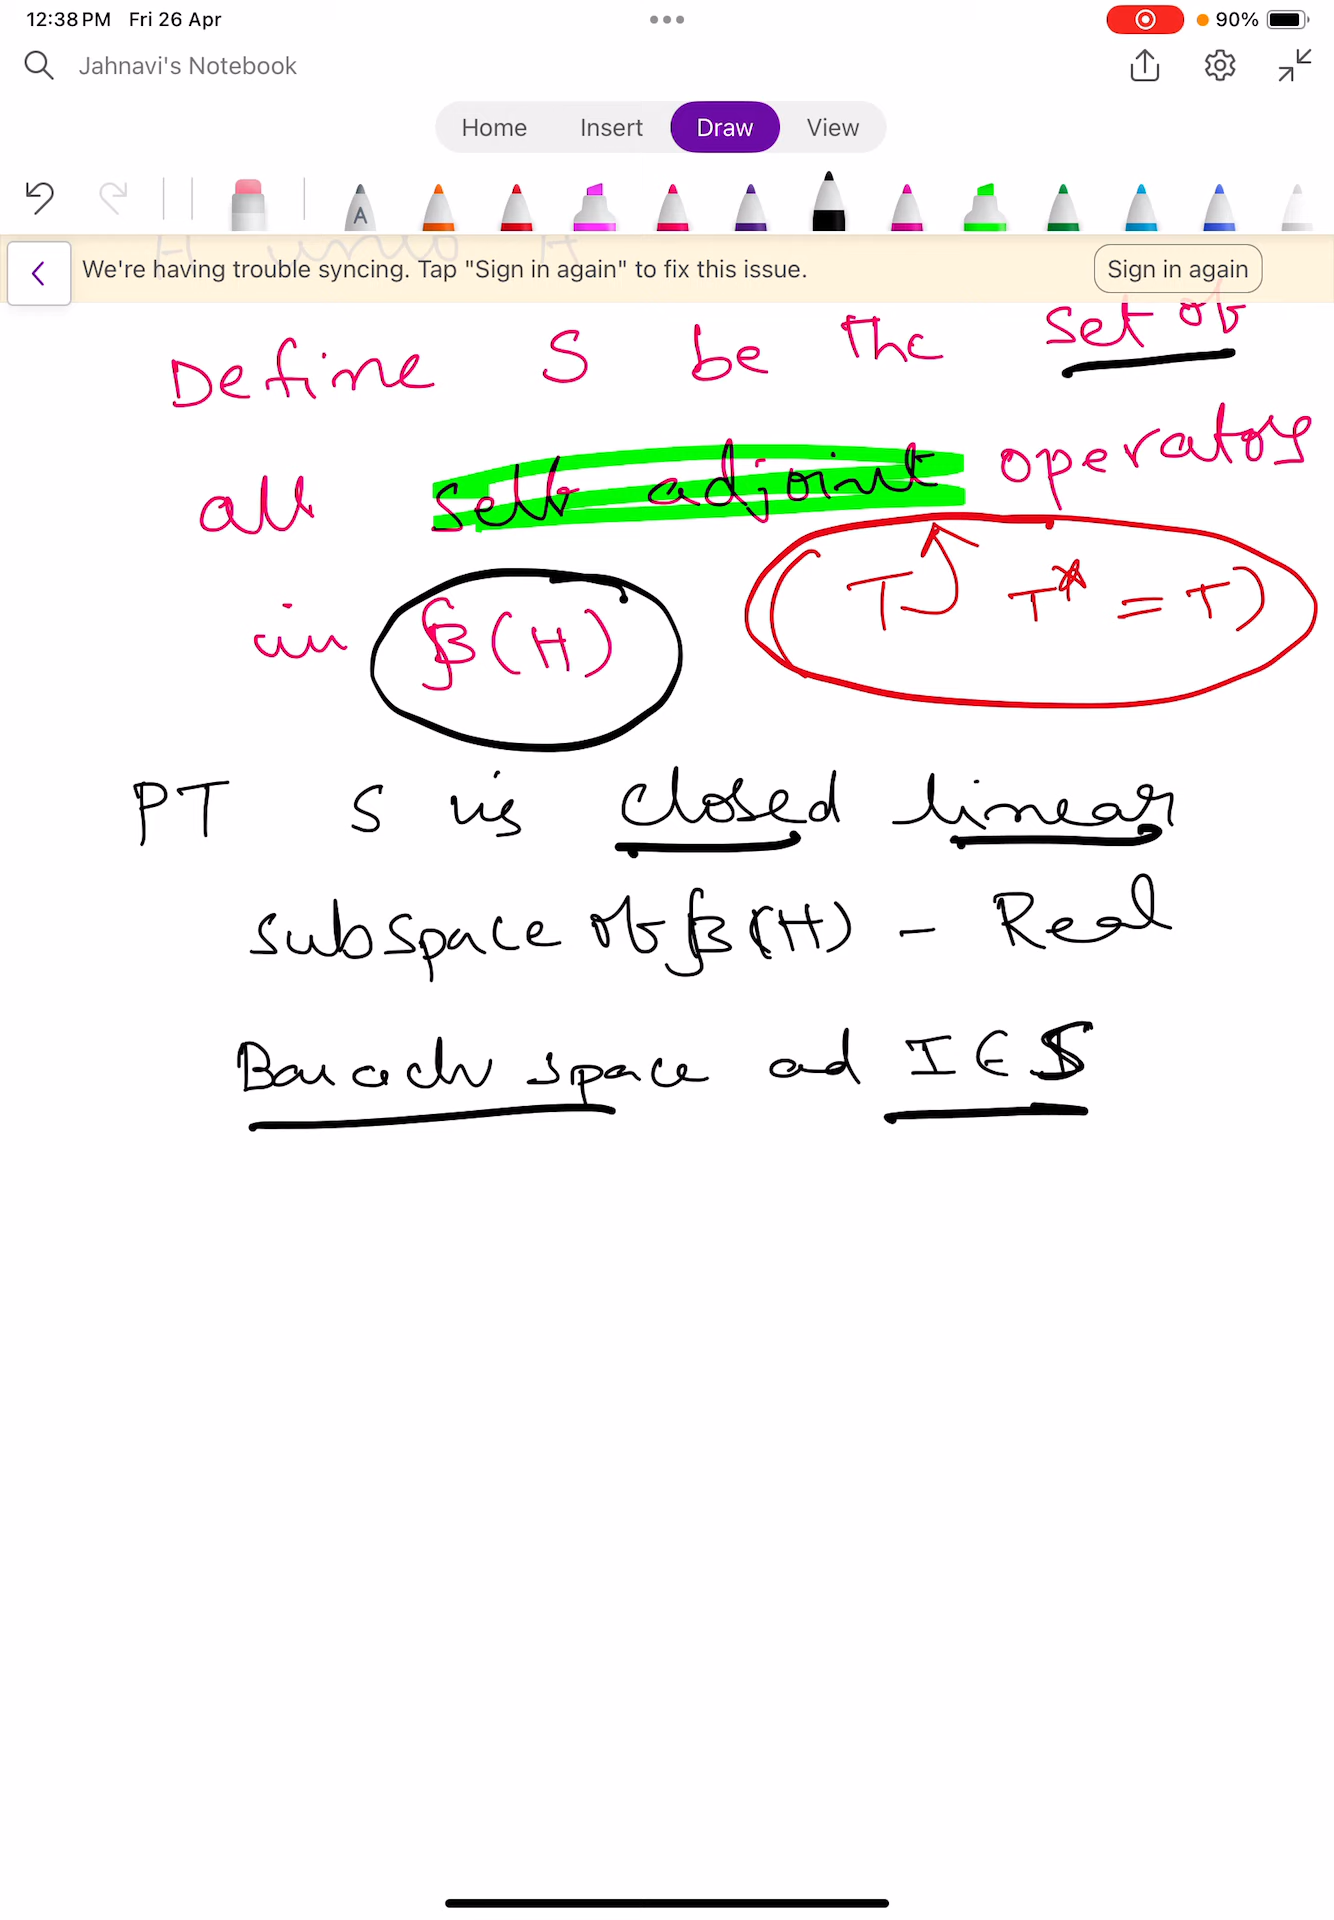 12:38 PM Fri 26 Apr 90%
Jahnavi's Notebook
Home Insert Draw View
A
H into H
We're having trouble syncing. Tap "Sign in again" to fix this issue. Sign in again
Define S be the set of
all self adjoint operators
in B(H) (T T* = T)
PT S is closed linear
subspace of B(H) - Real
Banach space and I ∈ S